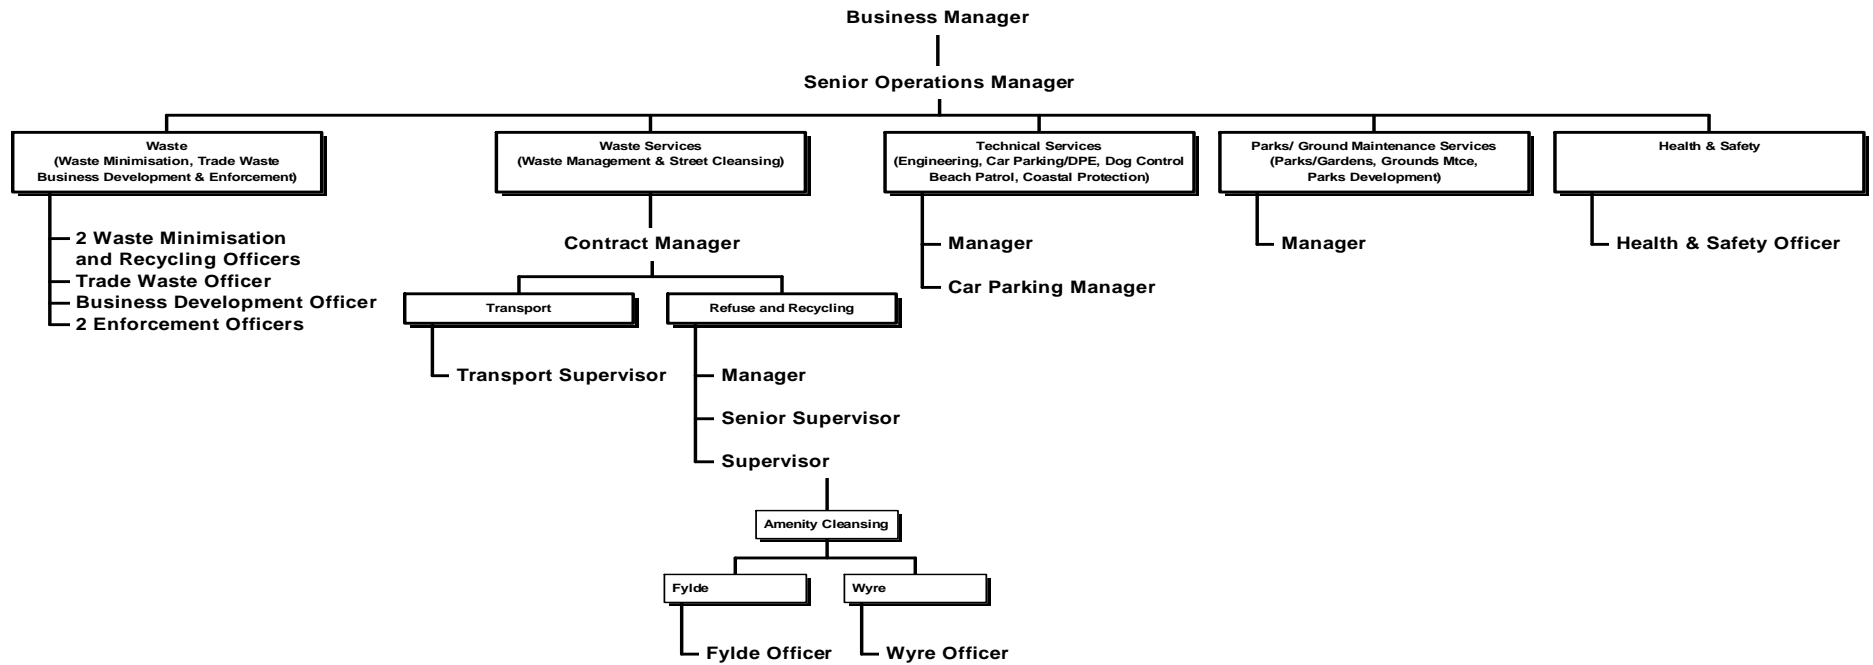 Business Manager
Senior Operations Manager
Waste
(Waste Minimisation, Trade Waste
Business Development & Enforcement)
Waste Services
(Waste Management & Street Cleansing)
Technical Services
(Engineering, Car Parking/DPE, Dog Control
Beach Patrol, Coastal Protection)
Parks/ Ground Maintenance Services
(Parks/Gardens, Grounds Mtce,
Parks Development)
Health & Safety
2 Waste Minimisation
and Recycling Officers
Trade Waste Officer
Business Development Officer
2 Enforcement Officers
Contract Manager
Manager
Car Parking Manager
Manager
Health & Safety Officer
Transport
Refuse and Recycling
Transport Supervisor
Manager
Senior Supervisor
Supervisor
Amenity Cleansing
Fylde
Wyre
Fylde Officer
Wyre Officer